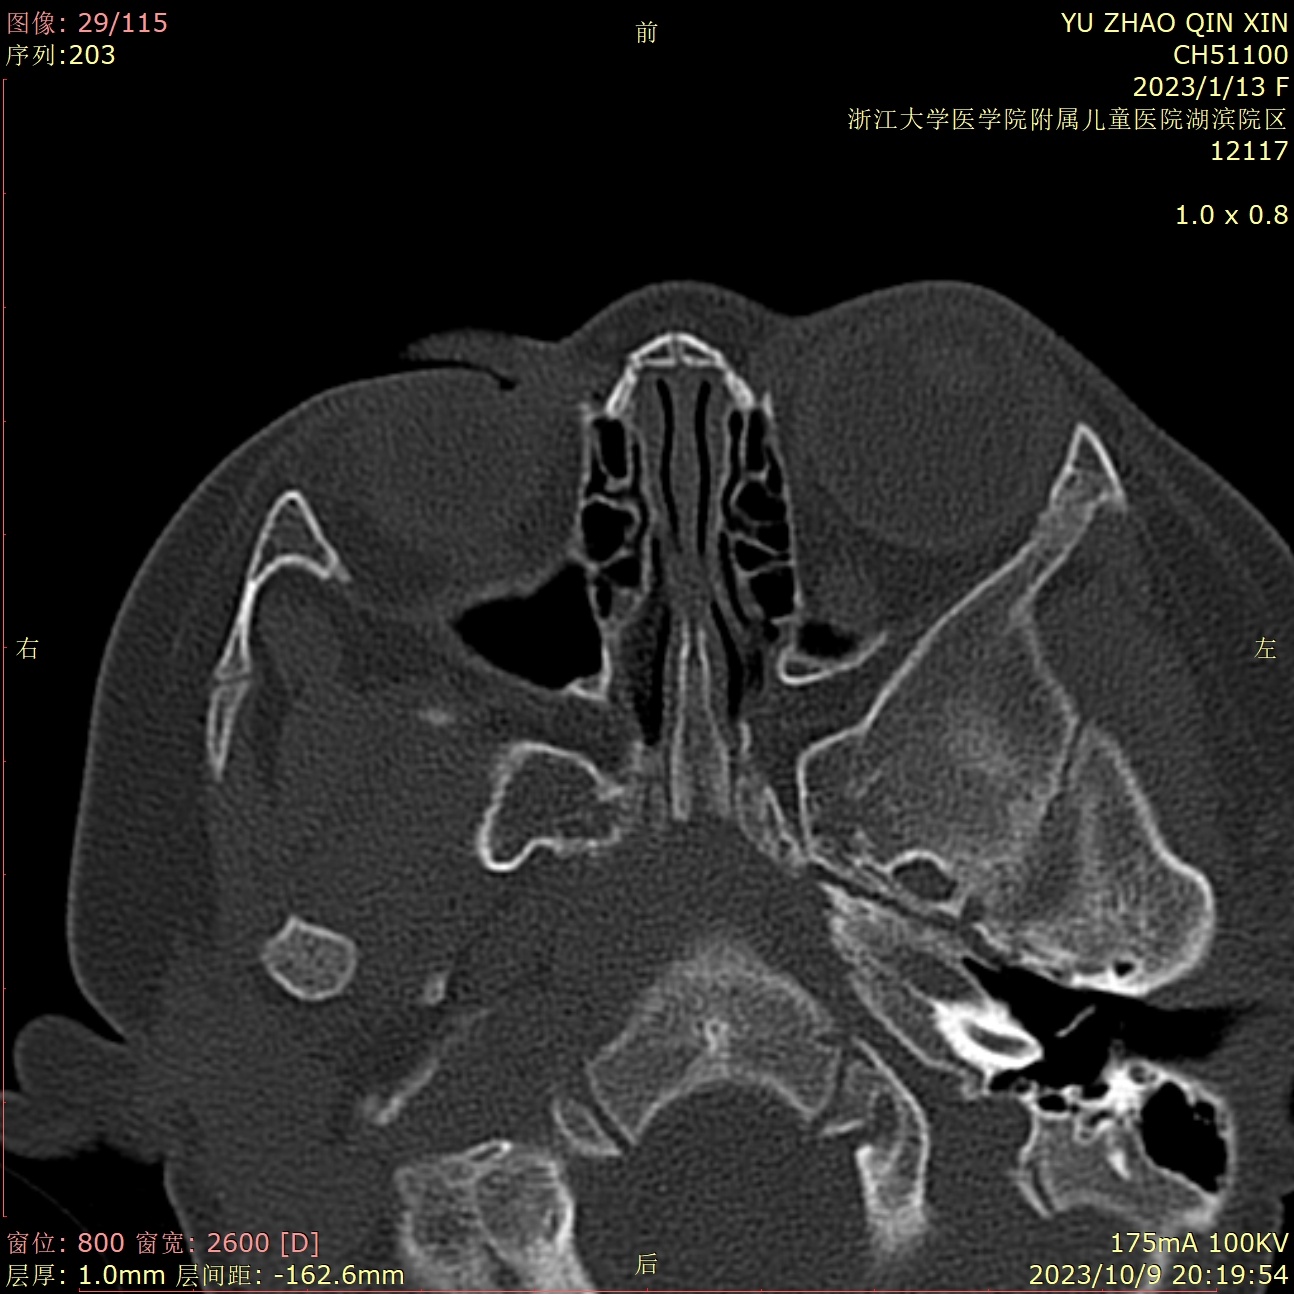 图像: 29/115
序列:203
前
YU ZHAO QIN XIN
CH51100
2023/1/13 F
浙江大学医学院附属儿童医院湖滨院区
12117
1.0 x 0.8
右
左
窗位: 800 窗宽: 2600 [D]
层厚: 1.0mm 层间距: -162.6mm
后
175mA 100KV
2023/10/9 20:19:54